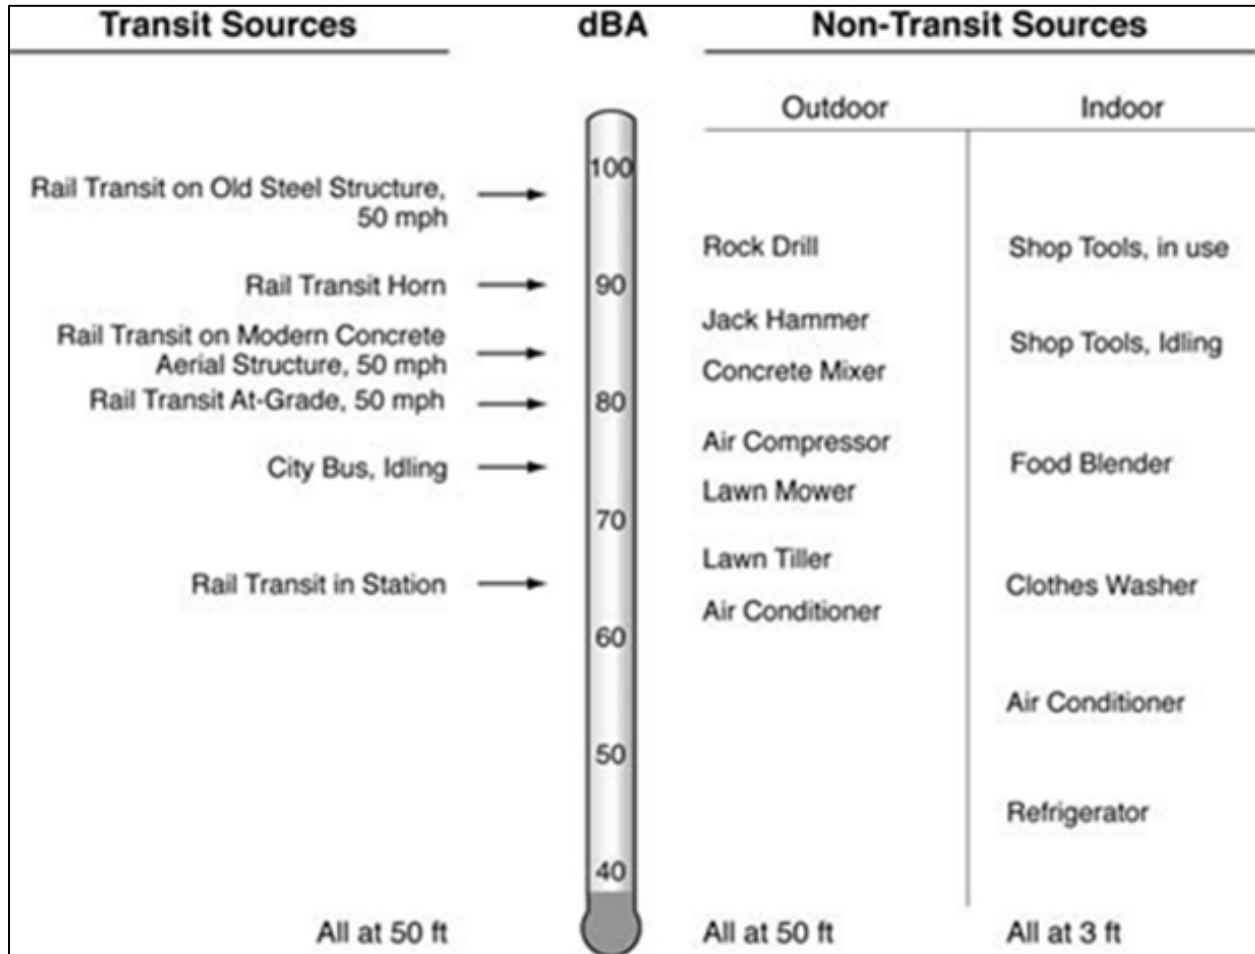 Transit Sources
dBA
Non-Transit Sources
Outdoor
Indoor
Rail Transit on Old Steel Structure,
50 mph
Rail Transit Horn
Rail Transit on Modern Concrete
Aerial Structure, 50 mph
Rail Transit At-Grade, 50 mph
City Bus, Idling
Rail Transit in Station
All at 50 ft
100
90
80
70
60
50
40
Rock Drill
Jack Hammer
Concrete Mixer
Air Compressor
Lawn Mower
Lawn Tiller
Air Conditioner
All at 50 ft
Shop Tools, in use
Shop Tools, Idling
Food Blender
Clothes Washer
Air Conditioner
Refrigerator
All at 3 ft